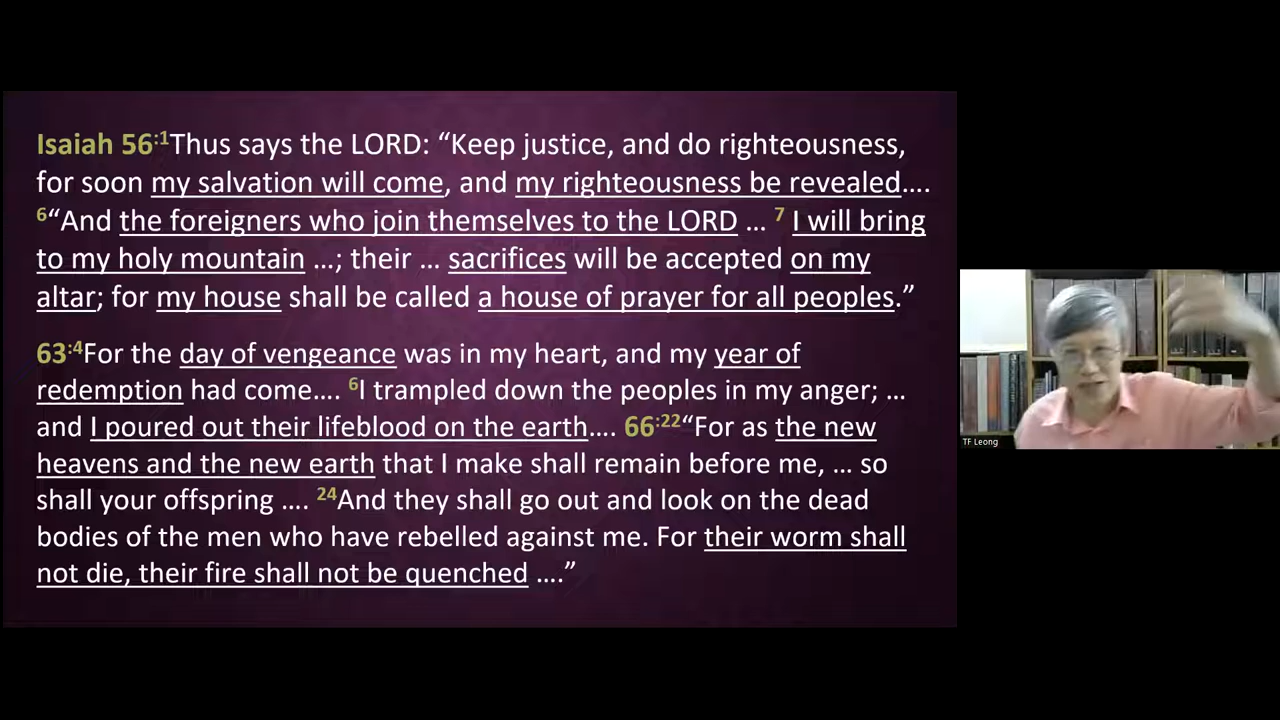 Isaiah 56:1Thus says the LORD: “Keep justice, and do righteousness,
for soon my salvation will come, and my righteousness be revealed….
6“And the foreigners who join themselves to the LORD … 7 I will bring
to my holy mountain …; their … sacrifices will be accepted on my
altar; for my house shall be called a house of prayer for all peoples.”
63:4For the day of vengeance was in my heart, and my year of
redemption had come…. 6I trampled down the peoples in my anger; …
and I poured out their lifeblood on the earth…. 66:22“For as the new
heavens and the new earth that I make shall remain before me, … so
shall your offspring …. 24And they shall go out and look on the dead
bodies of the men who have rebelled against me. For their worm shall
not die, their fire shall not be quenched ….”
TF Leong